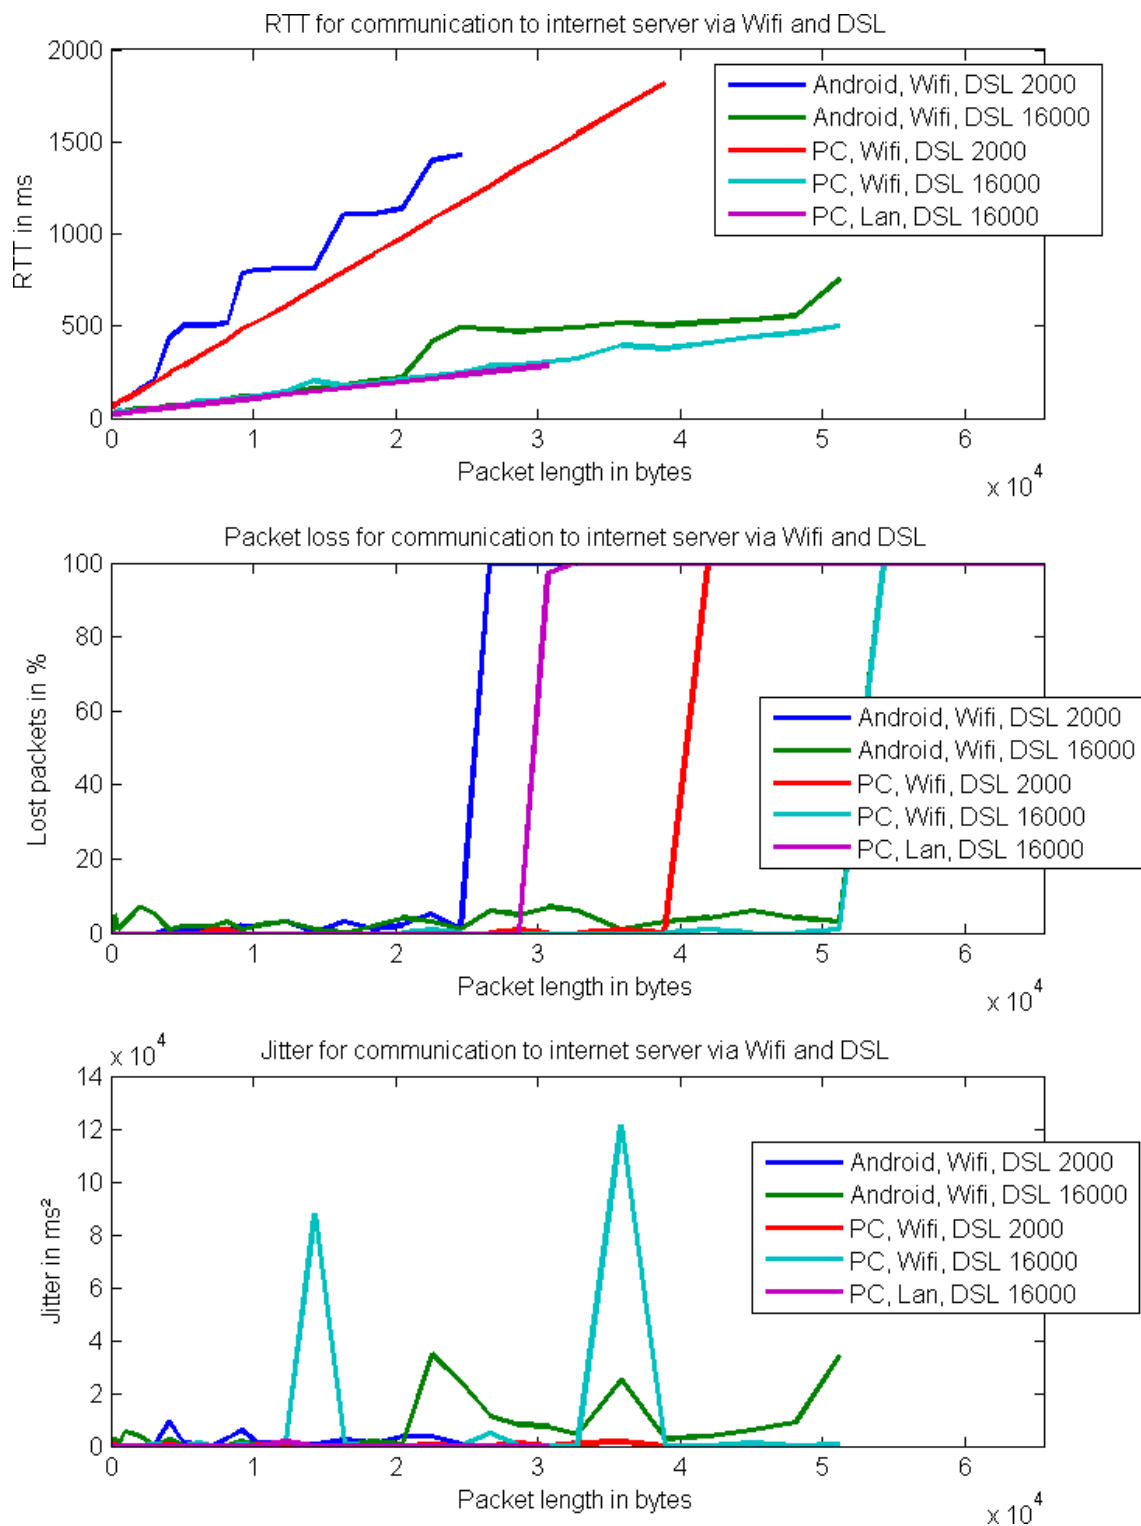 RTT for communication to internet server via Wifi and DSL
2000
1500
1000
500
0
RTT in ms
Android, Wifi, DSL 2000
Android, Wifi, DSL 16000
PC, Wifi, DSL 2000
PC, Wifi, DSL 16000
PC, Lan, DSL 16000
0 1 2 3 4 5 6
Packet length in bytes
x 10^4
Packet loss for communication to internet server via Wifi and DSL
100
80
60
40
20
0
Lost packets in %
Android, Wifi, DSL 2000
Android, Wifi, DSL 16000
PC, Wifi, DSL 2000
PC, Wifi, DSL 16000
PC, Lan, DSL 16000
0 1 2 3 4 5 6
Packet length in bytes
x 10^4
x 10^4
Jitter for communication to internet server via Wifi and DSL
14
12
10
8
6
4
2
0
Jitter in ms²
Android, Wifi, DSL 2000
Android, Wifi, DSL 16000
PC, Wifi, DSL 2000
PC, Wifi, DSL 16000
PC, Lan, DSL 16000
0 1 2 3 4 5 6
Packet length in bytes
x 10^4